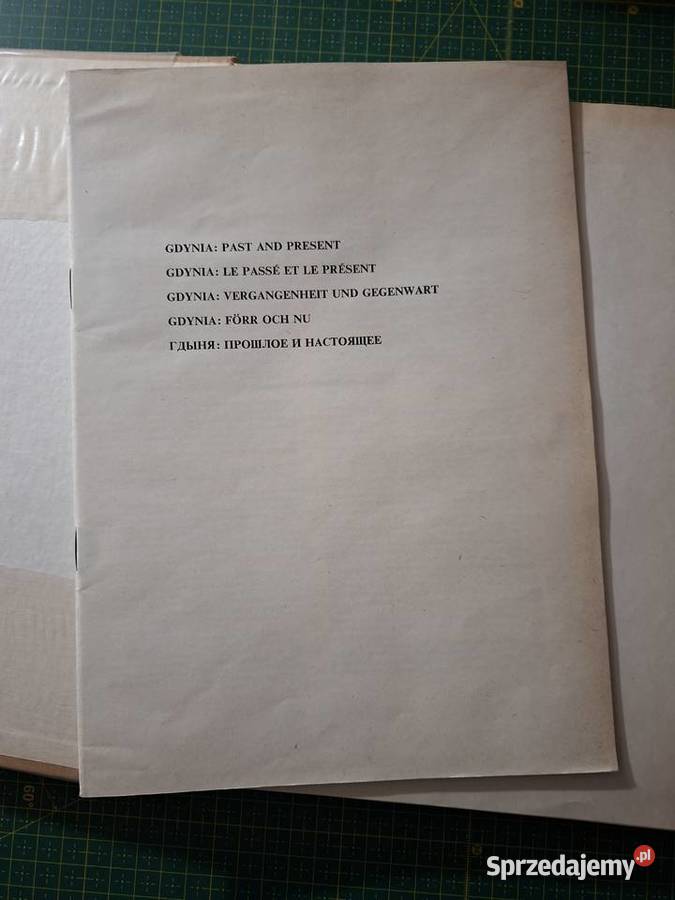 GDYNIA: PAST AND PRESENT
GDYNIA: LE PASSÉ ET LE PRÉSENT
GDYNIA: VERGANGENHEIT UND GEGENWART
GDYNIA: FÖRR OCH NU
ГДЫНЯ: ПРОШЛОЕ И НАСТОЯЩЕЕ
60°
Sprzedajemy.pl